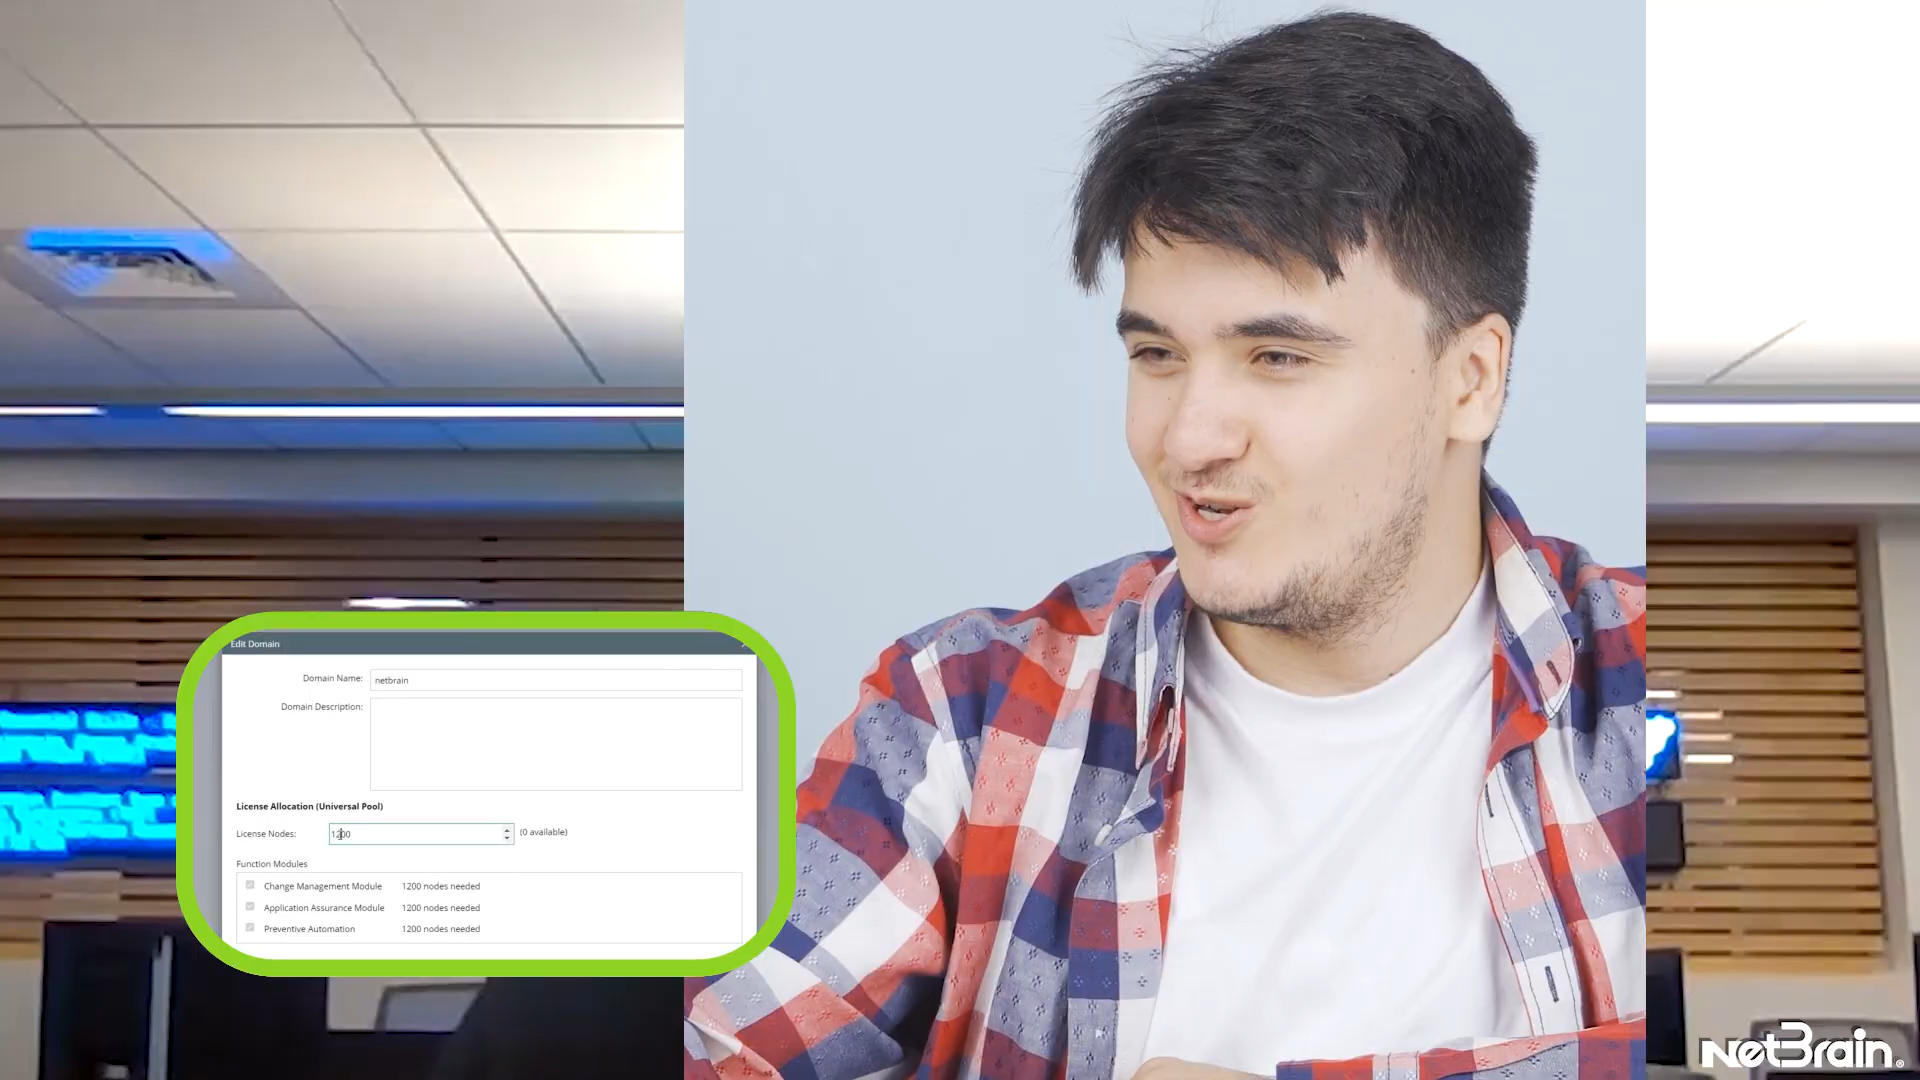 Edit Domain
Domain Name: netbrain
Domain Description:
License Allocation (Universal Pool)
License Nodes: 1200 (0 available)
Function Modules
Change Management Module 1200 nodes needed
Application Assurance Module 1200 nodes needed
Preventive Automation 1200 nodes needed
NetBrain®